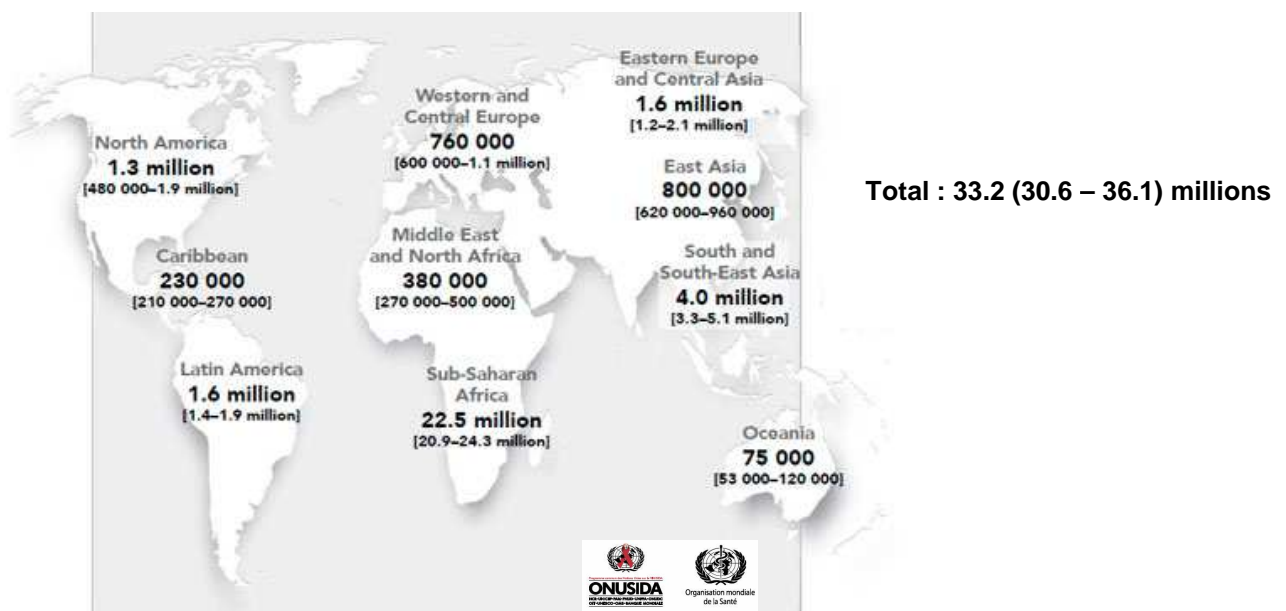 Eastern Europe
and Central Asia
1.6 million
[1.2–2.1 million]
Western and
Central Europe
760 000
[600 000–1.1 million]
North America
1.3 million
[480 000–1.9 million]
East Asia
800 000
[620 000–960 000]
Total : 33.2 (30.6 – 36.1) millions
Middle East
and North Africa
380 000
[270 000–500 000]
Caribbean
230 000
[210 000–270 000]
South and
South-East Asia
4.0 million
[3.3–5.1 million]
Latin America
1.6 million
[1.4–1.9 million]
Sub-Saharan
Africa
22.5 million
[20.9–24.3 million]
Oceania
75 000
[53 000–120 000]
ONUSIDA
Organisation mondiale
de la Santé